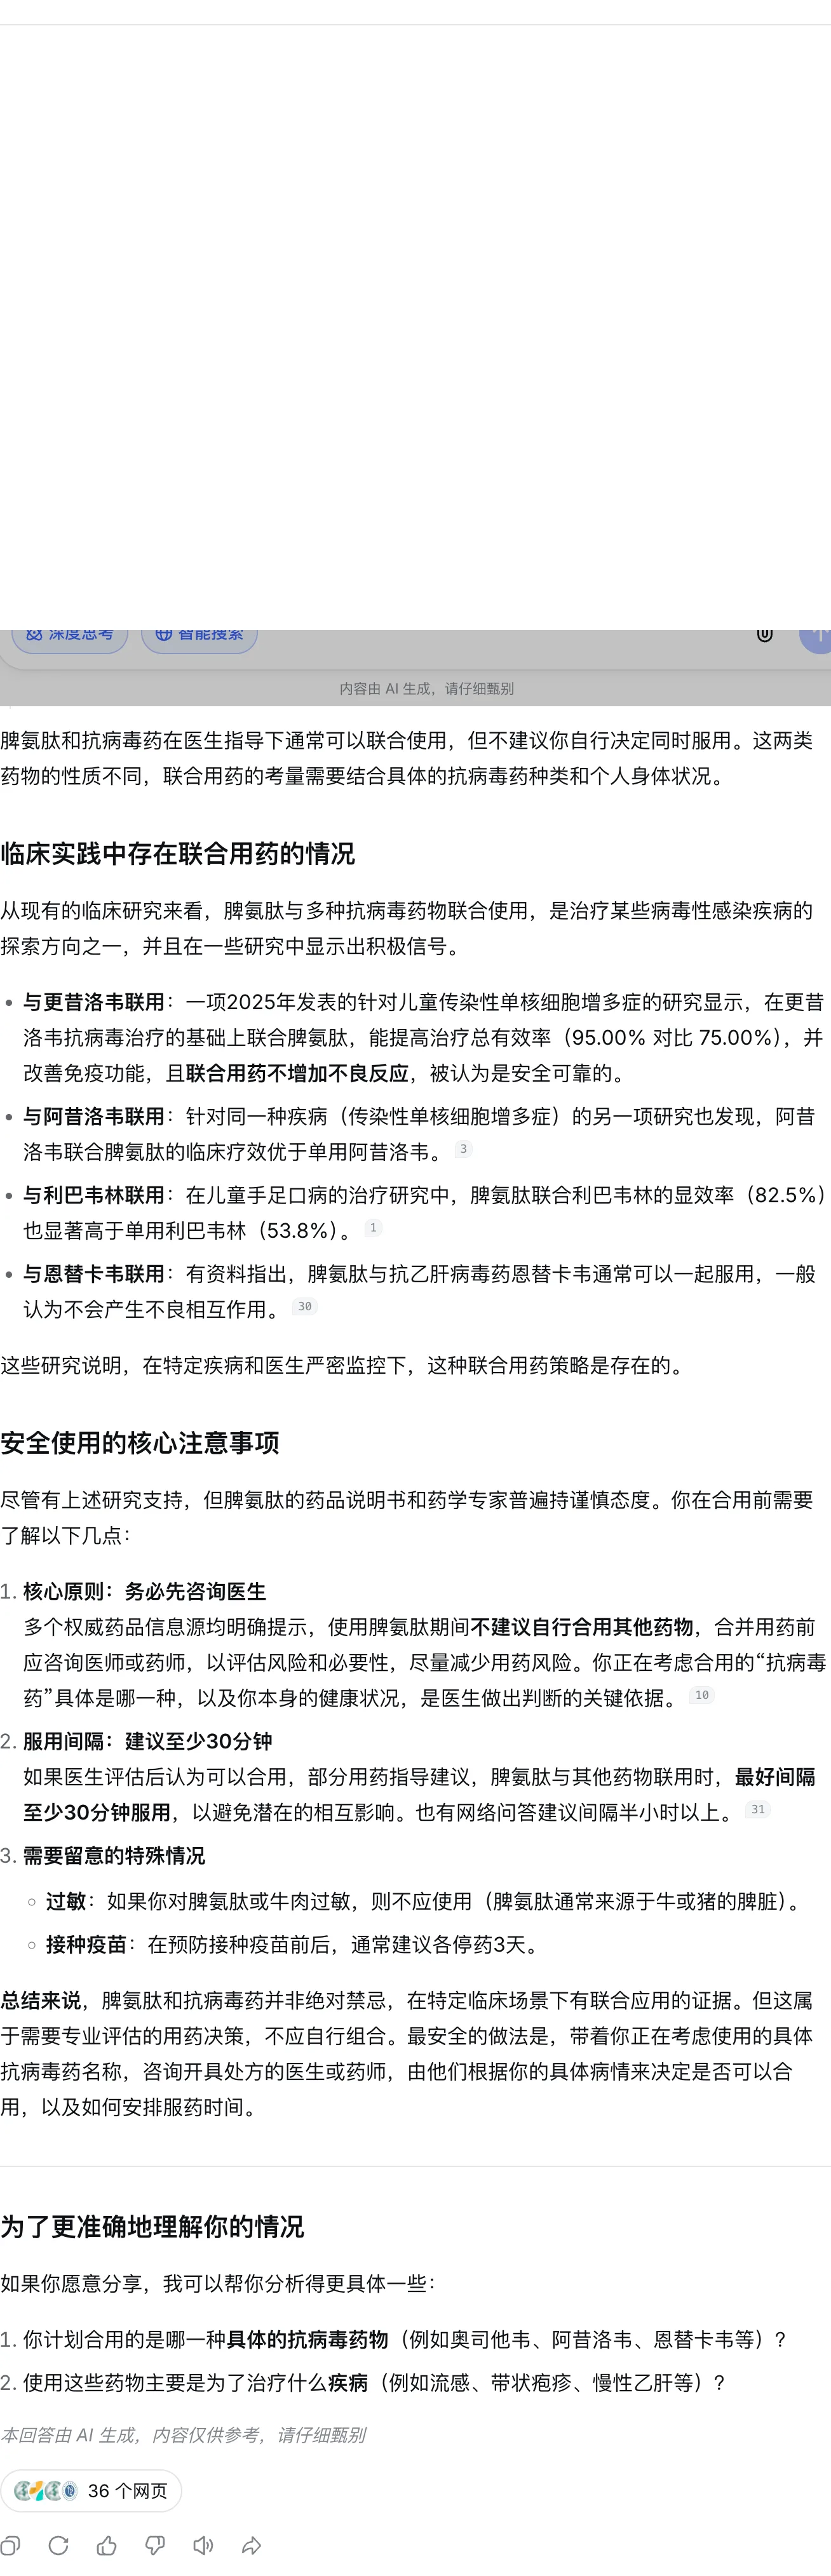 深度思考 智能搜索
内容由 AI 生成，请仔细甄别
脾氨肽和抗病毒药在医生指导下通常可以联合使用，但不建议你自行决定同时服用。这两类
药物的性质不同，联合用药的考量需要结合具体的抗病毒药种类和个人身体状况。
临床实践中存在联合用药的情况
从现有的临床研究来看，脾氨肽与多种抗病毒药物联合使用，是治疗某些病毒性感染疾病的
探索方向之一，并且在一些研究中显示出积极信号。
• 与更昔洛韦联用：一项2025年发表的针对儿童传染性单核细胞增多症的研究显示，在更昔
洛韦抗病毒治疗的基础上联合脾氨肽，能提高治疗总有效率（95.00% 对比 75.00%），并
改善免疫功能，且联合用药不增加不良反应，被认为是安全可靠的。
• 与阿昔洛韦联用：针对同一种疾病（传染性单核细胞增多症）的另一项研究也发现，阿昔
洛韦联合脾氨肽的临床疗效优于单用阿昔洛韦。 3
• 与利巴韦林联用：在儿童手足口病的治疗研究中，脾氨肽联合利巴韦林的显效率（82.5%）
也显著高于单用利巴韦林（53.8%）。 1
• 与恩替卡韦联用：有资料指出，脾氨肽与抗乙肝病毒药恩替卡韦通常可以一起服用，一般
认为不会产生不良相互作用。 30
这些研究说明，在特定疾病和医生严密监控下，这种联合用药策略是存在的。
安全使用的核心注意事项
尽管有上述研究支持，但脾氨肽的药品说明书和药学专家普遍持谨慎态度。你在合用前需要
了解以下几点：
1. 核心原则：务必先咨询医生
多个权威药品信息源均明确提示，使用脾氨肽期间不建议自行合用其他药物，合并用药前
应咨询医师或药师，以评估风险和必要性，尽量减少用药风险。你正在考虑合用的“抗病毒
药”具体是哪一种，以及你本身的健康状况，是医生做出判断的关键依据。 10
2. 服用间隔：建议至少30分钟
如果医生评估后认为可以合用，部分用药指导建议，脾氨肽与其他药物联用时，最好间隔
至少30分钟服用，以避免潜在的相互影响。也有网络问答建议间隔半小时以上。 31
3. 需要留意的特殊情况
◦ 过敏：如果你对脾氨肽或牛肉过敏，则不应使用（脾氨肽通常来源于牛或猪的脾脏）。
◦ 接种疫苗：在预防接种疫苗前后，通常建议各停药3天。
总结来说，脾氨肽和抗病毒药并非绝对禁忌，在特定临床场景下有联合应用的证据。但这属
于需要专业评估的用药决策，不应自行组合。最安全的做法是，带着你正在考虑使用的具体
抗病毒药名称，咨询开具处方的医生或药师，由他们根据你的具体病情来决定是否可以合
用，以及如何安排服药时间。
为了更准确地理解你的情况
如果你愿意分享，我可以帮你分析得更具体一些：
1. 你计划合用的是哪一种具体的抗病毒药物（例如奥司他韦、阿昔洛韦、恩替卡韦等）？
2. 使用这些药物主要是为了治疗什么疾病（例如流感、带状疱疹、慢性乙肝等）？
本回答由 AI 生成，内容仅供参考，请仔细甄别
36 个网页